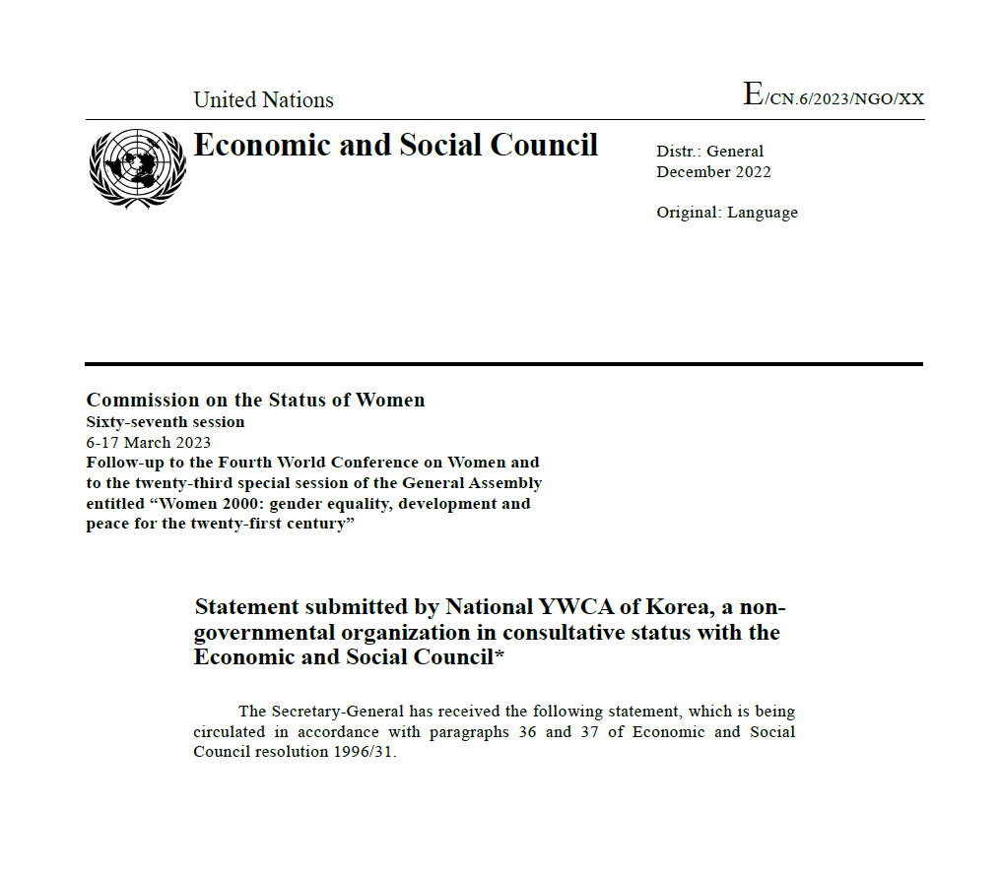 United Nations
E/CN.6/2023/NGO/XX
Economic and Social Council
Distr.: General
December 2022
Original: Language
Commission on the Status of Women
Sixty-seventh session
6-17 March 2023
Follow-up to the Fourth World Conference on Women and
to the twenty-third special session of the General Assembly
entitled “Women 2000: gender equality, development and
peace for the twenty-first century”
Statement submitted by National YWCA of Korea, a non-
governmental organization in consultative status with the
Economic and Social Council*
The Secretary-General has received the following statement, which is being
circulated in accordance with paragraphs 36 and 37 of Economic and Social
Council resolution 1996/31.